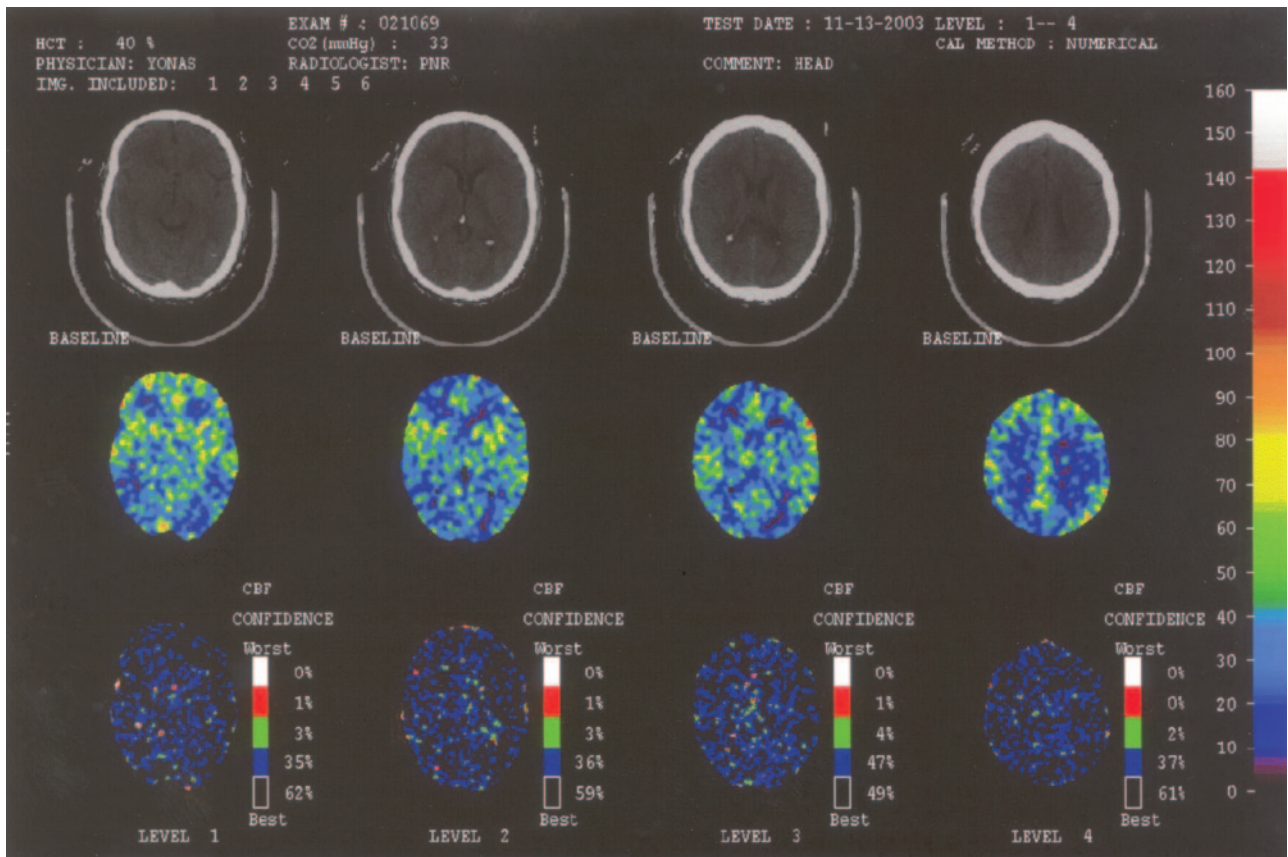 EXAM # : 021069 TEST DATE : 11-13-2003 LEVEL : 1-- 4
HCT : 40 % CO2 (mmHg) : 33 CAL METHOD : NUMERICAL
PHYSICIAN: YONAS RADIOLOGIST: PNR COMMENT: HEAD
IMG. INCLUDED: 1 2 3 4 5 6
BASELINE BASELINE BASELINE BASELINE
160
150
140
130
120
110
100
90
80
70
60
50
40
30
20
10
0
CBF CBF CBF CBF
CONFIDENCE CONFIDENCE CONFIDENCE CONFIDENCE
Worst Worst Worst Worst
0% 0% 0% 0%
1% 1% 1% 0%
3% 3% 4% 2%
35% 36% 47% 37%
62% 59% 49% 61%
Best Best Best Best
LEVEL 1 LEVEL 2 LEVEL 3 LEVEL 4